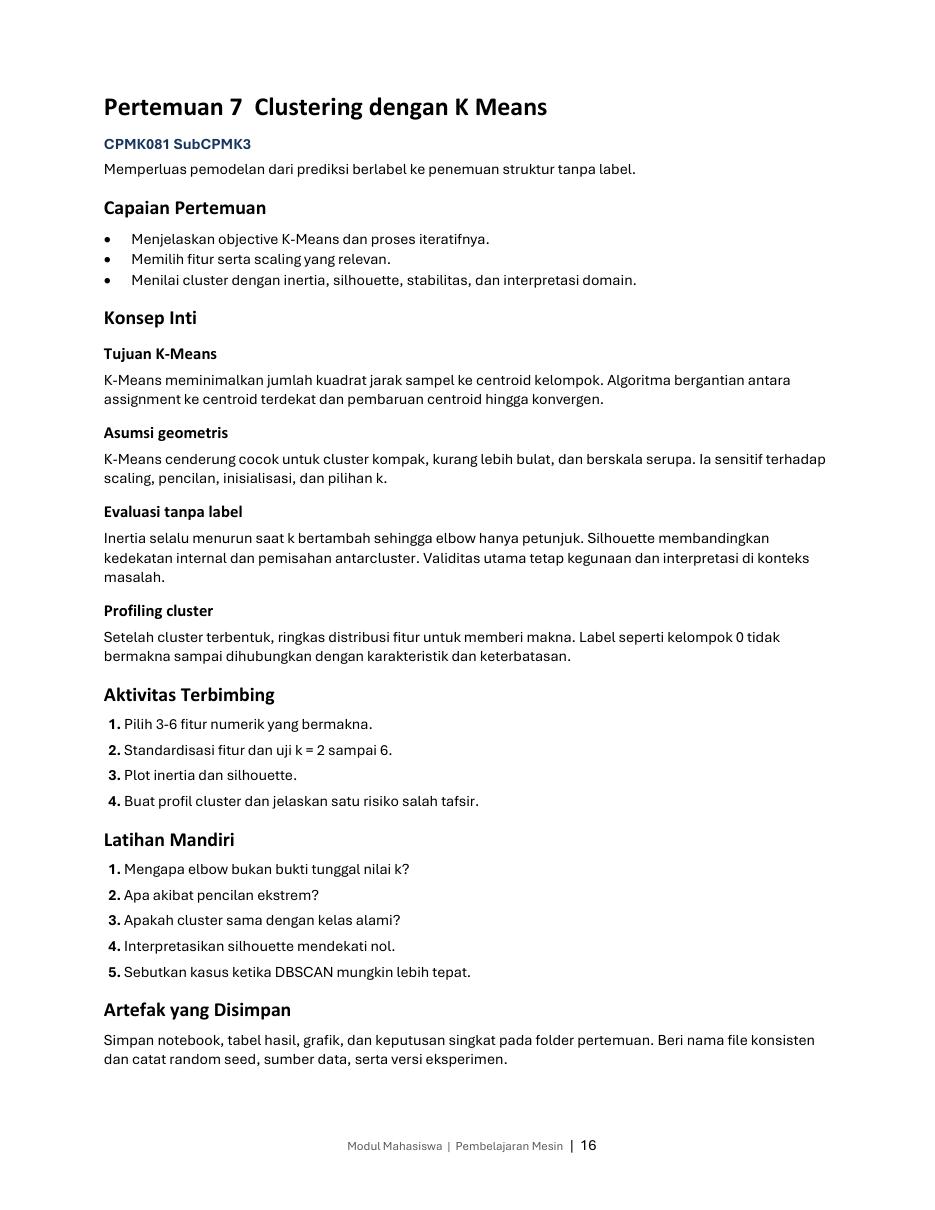 Pertemuan 7  Clustering dengan K Means
CPMK081 SubCPMK3
Memperluas pemodelan dari prediksi berlabel ke penemuan struktur tanpa label.
Capaian Pertemuan
• Menjelaskan objective K-Means dan proses iteratifnya.
• Memilih fitur serta scaling yang relevan.
• Menilai cluster dengan inertia, silhouette, stabilitas, dan interpretasi domain.
Konsep Inti
Tujuan K-Means
K-Means meminimalkan jumlah kuadrat jarak sampel ke centroid kelompok. Algoritma bergantian antara
assignment ke centroid terdekat dan pembaruan centroid hingga konvergen.
Asumsi geometris
K-Means cenderung cocok untuk cluster kompak, kurang lebih bulat, dan berskala serupa. Ia sensitif terhadap
scaling, pencilan, inisialisasi, dan pilihan k.
Evaluasi tanpa label
Inertia selalu menurun saat k bertambah sehingga elbow hanya petunjuk. Silhouette membandingkan
kedekatan internal dan pemisahan antarcluster. Validitas utama tetap kegunaan dan interpretasi di konteks
masalah.
Profiling cluster
Setelah cluster terbentuk, ringkas distribusi fitur untuk memberi makna. Label seperti kelompok 0 tidak
bermakna sampai dihubungkan dengan karakteristik dan keterbatasan.
Aktivitas Terbimbing
1. Pilih 3-6 fitur numerik yang bermakna.
2. Standardisasi fitur dan uji k = 2 sampai 6.
3. Plot inertia dan silhouette.
4. Buat profil cluster dan jelaskan satu risiko salah tafsir.
Latihan Mandiri
1. Mengapa elbow bukan bukti tunggal nilai k?
2. Apa akibat pencilan ekstrem?
3. Apakah cluster sama dengan kelas alami?
4. Interpretasikan silhouette mendekati nol.
5. Sebutkan kasus ketika DBSCAN mungkin lebih tepat.
Artefak yang Disimpan
Simpan notebook, tabel hasil, grafik, dan keputusan singkat pada folder pertemuan. Beri nama file konsisten
dan catat random seed, sumber data, serta versi eksperimen.
Modul Mahasiswa | Pembelajaran Mesin | 16